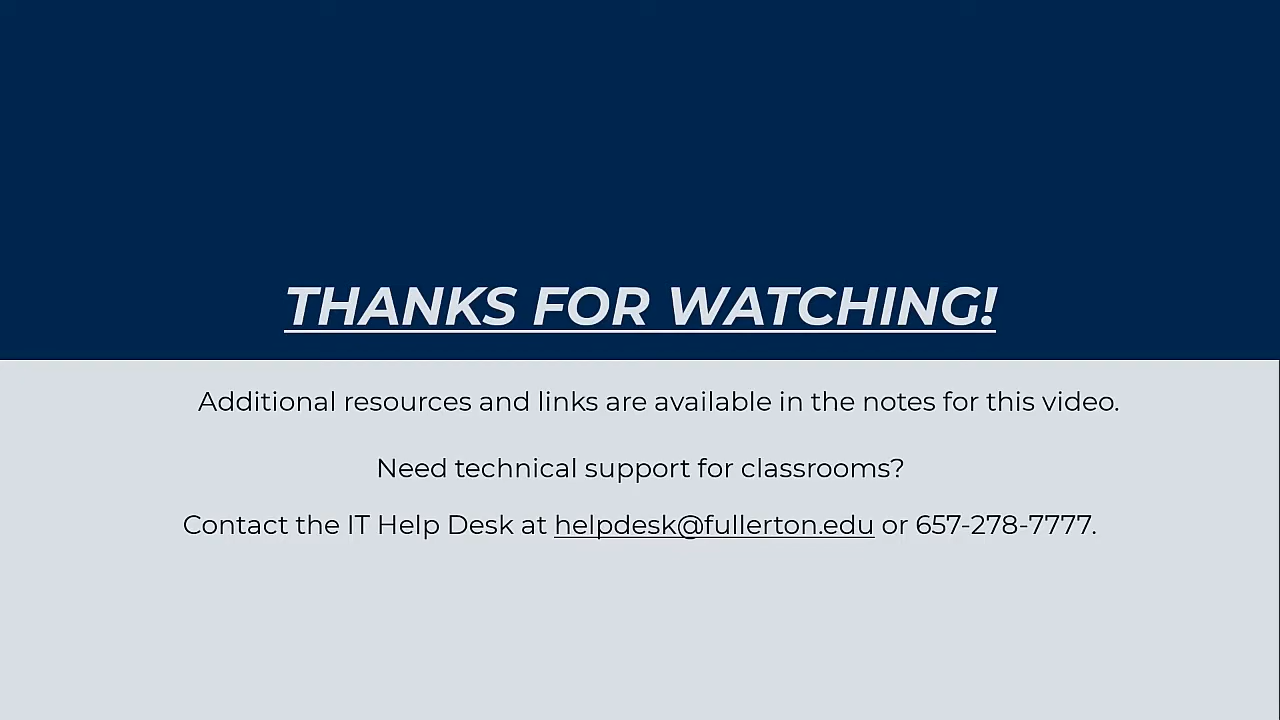 THANKS FOR WATCHING!
Additional resources and links are available in the notes for this video.
Need technical support for classrooms?
Contact the IT Help Desk at helpdesk@fullerton.edu or 657-278-7777.